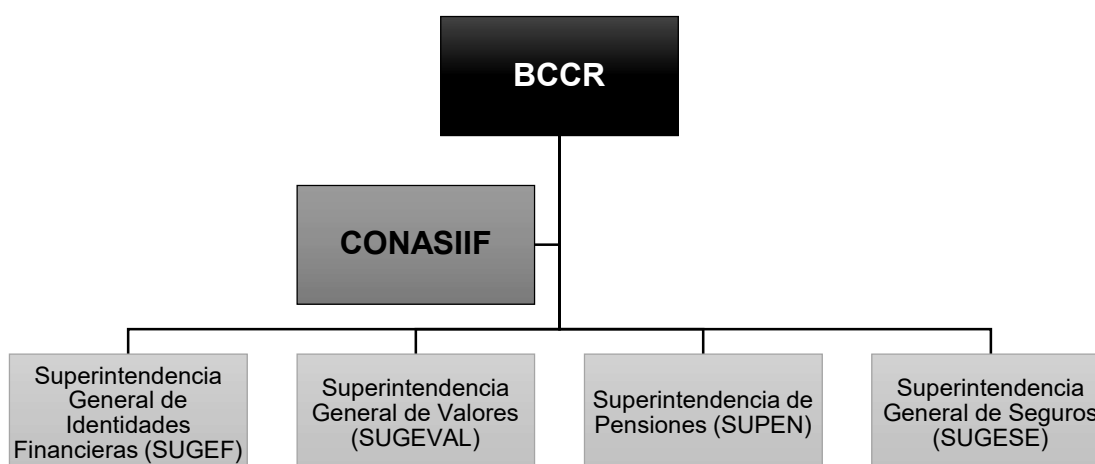 BCCR
CONASIIF
Superintendencia
General de
Identidades
Financieras (SUGEF)
Superintendencia
General de Valores
(SUGEVAL)
Superintendencia de
Pensiones (SUPEN)
Superintendencia
General de Seguros
(SUGESE)